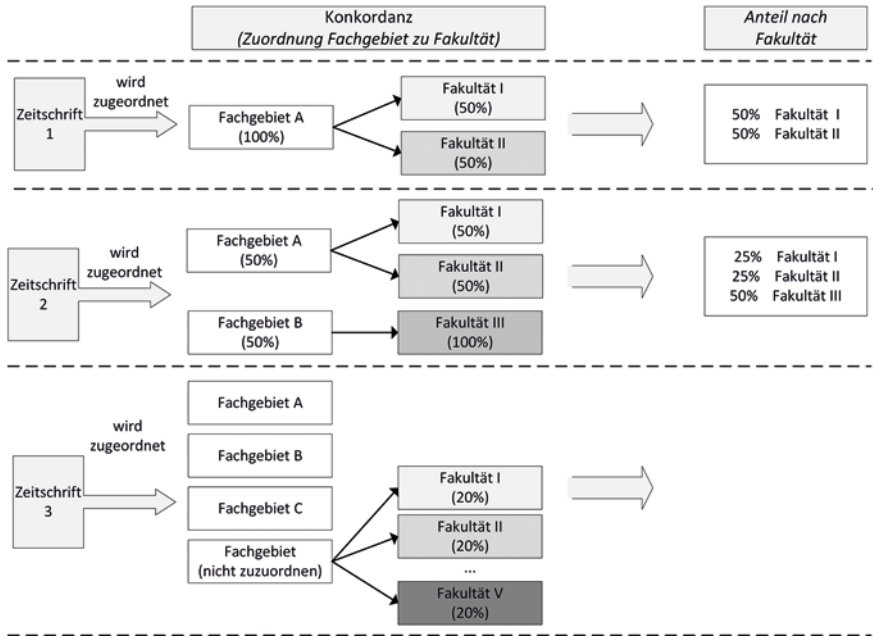 Konkordanz
(Zuordnung Fachgebiet zu Fakultät)
Anteil nach
Fakultät
Zeitschrift
1
wird
zugeordnet
Fachgebiet A
(100%)
Fakultät I
(50%)
Fakultät II
(50%)
50% Fakultät I
50% Fakultät II
Zeitschrift
2
wird
zugeordnet
Fachgebiet A
(50%)
Fakultät I
(50%)
Fakultät II
(50%)
Fachgebiet B
(50%)
Fakultät III
(100%)
25% Fakultät I
25% Fakultät II
50% Fakultät III
Zeitschrift
3
wird
zugeordnet
Fachgebiet A
Fachgebiet B
Fachgebiet C
Fachgebiet
(nicht zuzuordnen)
Fakultät I
(20%)
Fakultät II
(20%)
...
Fakultät V
(20%)